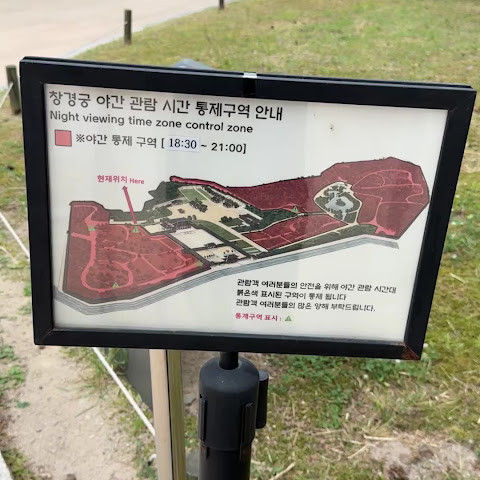 창경궁 야간 관람 시간 통제구역 안내
Night viewing time zone control zone
※야간 통제 구역 [ 18:30 ~ 21:00]
현재위치 Here
관람객 여러분들의 안전을 위해 야간 관람 시간대
붉은색 표시된 구역이 통제 됩니다
관람객 여러분들의 많은 양해 부탁드립니다.
통제구역 표시 :